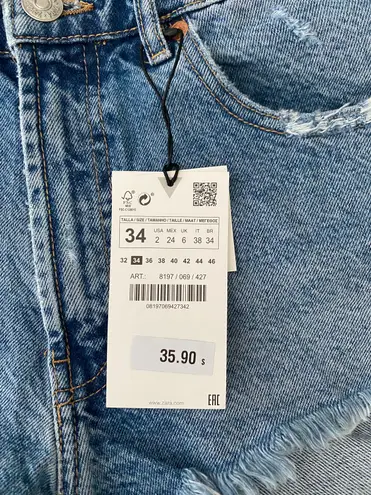 TALLA / SIZE / TAMANHO / TAILLE / MAAT / ΜΕΓΕΘΟΣ
34 USA MEX UK IT BR
2 24 6 38 34
32 34 36 38 40 42 44 46
ART.: 8197 / 069 / 427
08197069427342
35.90 $
www.zara.com
EAC